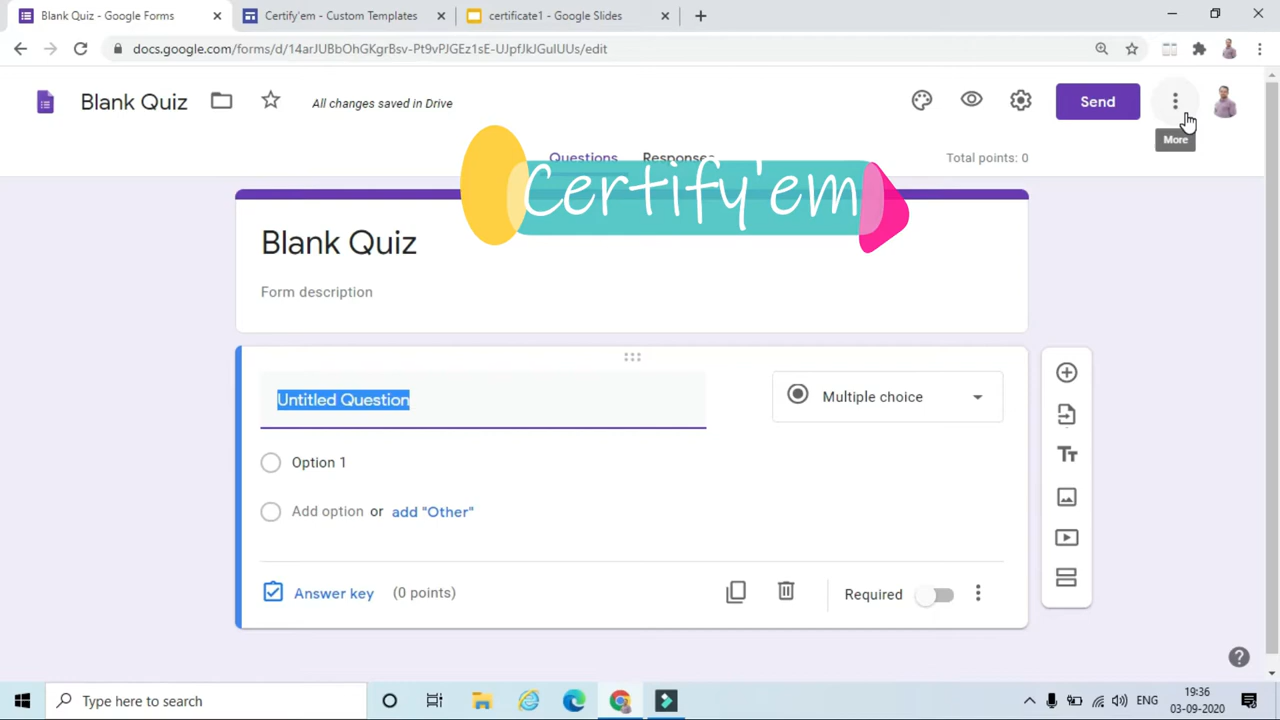 Blank Quiz - Google Forms
Certify'em - Custom Templates
certificate1 - Google Slides
docs.google.com/forms/d/14arJUBbOhGKgrBsv-Pt9vPJGEz1sE-UJpfJkJGuIUUs/edit
Blank Quiz
All changes saved in Drive
Send
More
Questions
Responses
Total points: 0
Certify'em
Blank Quiz
Form description
Untitled Question
Multiple choice
Option 1
Add option or add "Other"
Answer key (0 points)
Required
Type here to search
ENG
19:36
03-09-2020